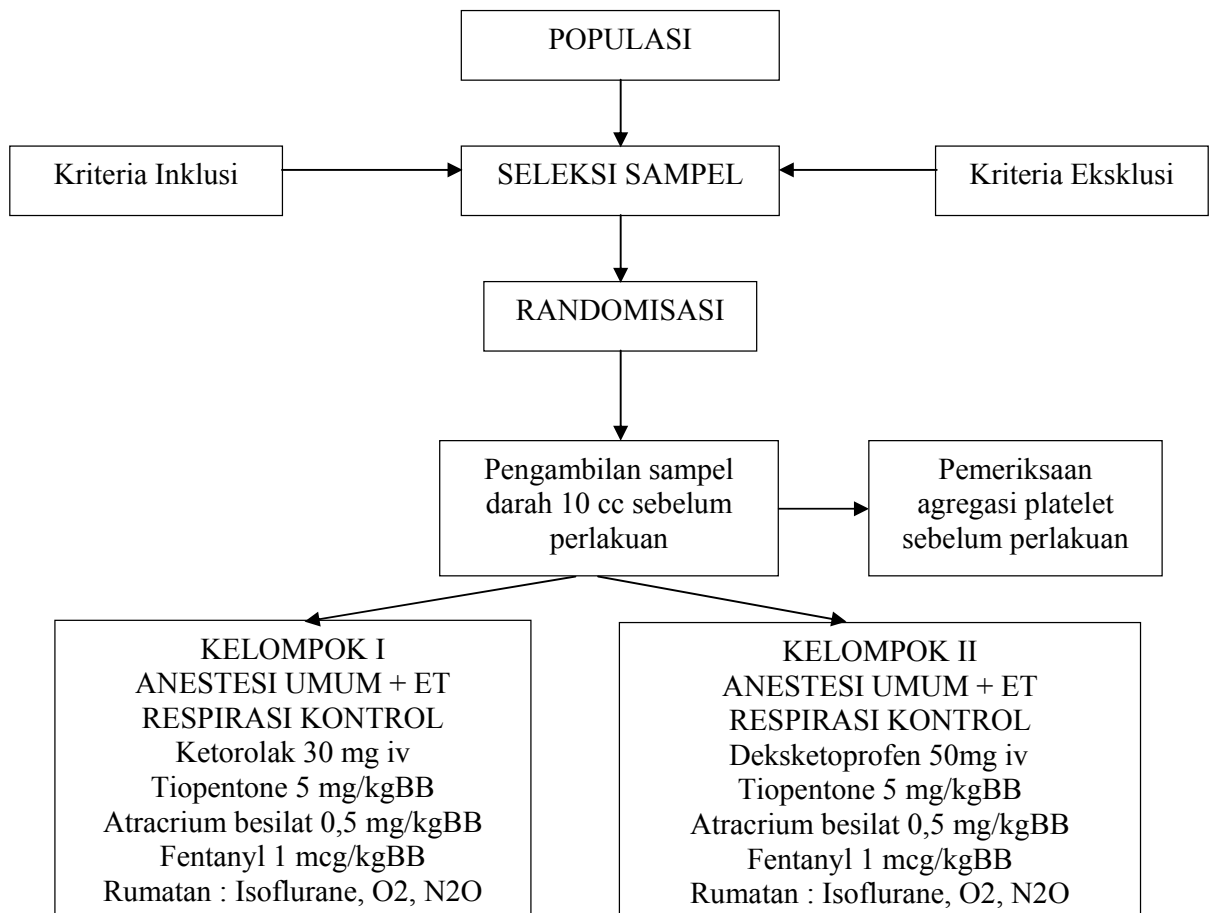 POPULASI
Kriteria Inklusi
SELEKSI SAMPEL
Kriteria Eksklusi
RANDOMISASI
Pengambilan sampel
darah 10 cc sebelum
perlakuan
Pemeriksaan
agregasi platelet
sebelum perlakuan
KELOMPOK I
ANESTESI UMUM + ET
RESPIRASI KONTROL
Ketorolak 30 mg iv
Tiopentone 5 mg/kgBB
Atracrium besilat 0,5 mg/kgBB
Fentanyl 1 mcg/kgBB
Rumatan : Isoflurane, O2, N2O
KELOMPOK II
ANESTESI UMUM + ET
RESPIRASI KONTROL
Deksketoprofen 50mg iv
Tiopentone 5 mg/kgBB
Atracrium besilat 0,5 mg/kgBB
Fentanyl 1 mcg/kgBB
Rumatan : Isoflurane, O2, N2O